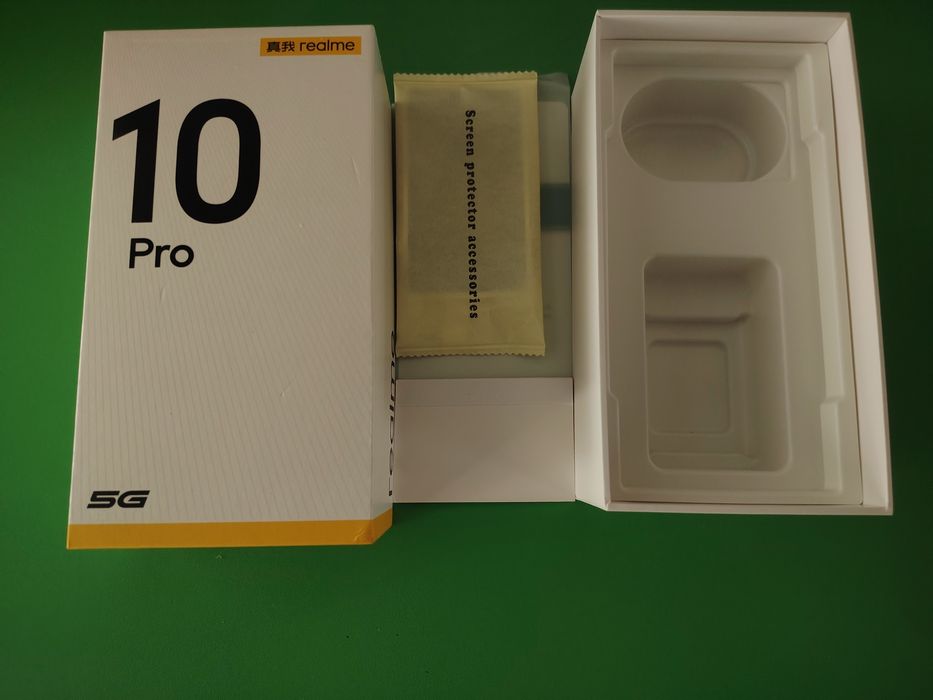 真我 realme
10
Pro
5G
Screen protector accessories